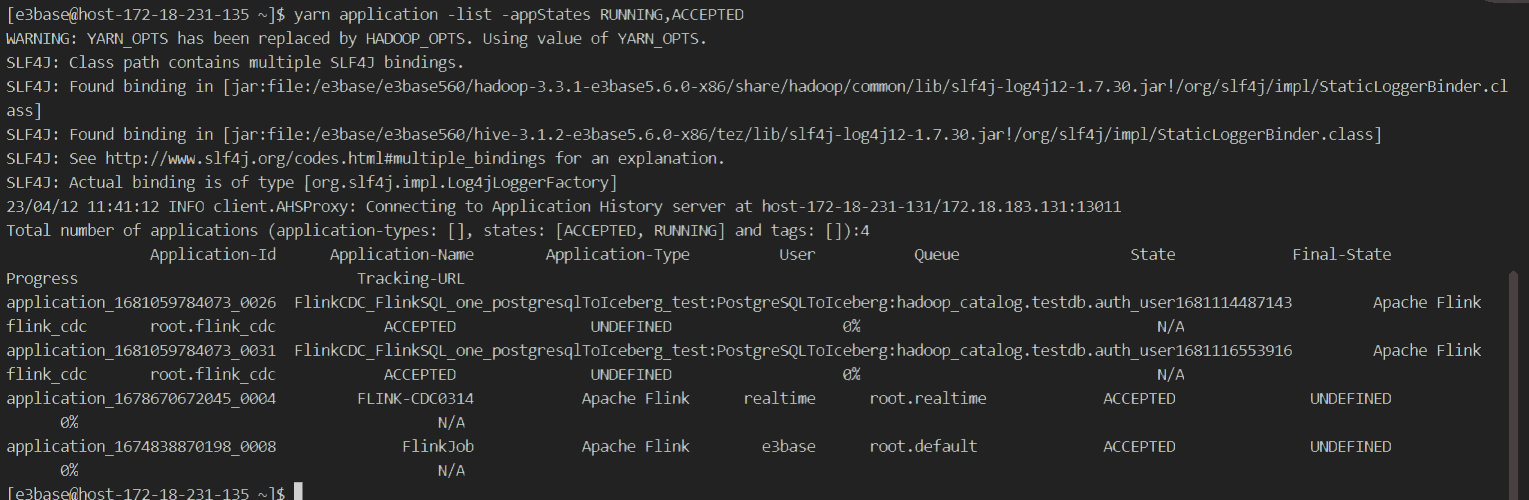 [e3base@host-172-18-231-135 ~]$ yarn application -list -appStates RUNNING,ACCEPTED
WARNING: YARN_OPTS has been replaced by HADOOP_OPTS. Using value of YARN_OPTS.
SLF4J: Class path contains multiple SLF4J bindings.
SLF4J: Found binding in [jar:file:/e3base/e3base560/hadoop-3.3.1-e3base5.6.0-x86/share/hadoop/common/lib/slf4j-log4j12-1.7.30.jar!/org/slf4j/impl/StaticLoggerBinder.cl
ass]
SLF4J: Found binding in [jar:file:/e3base/e3base560/hive-3.1.2-e3base5.6.0-x86/tez/lib/slf4j-log4j12-1.7.30.jar!/org/slf4j/impl/StaticLoggerBinder.class]
SLF4J: See http://www.slf4j.org/codes.html#multiple_bindings for an explanation.
SLF4J: Actual binding is of type [org.slf4j.impl.Log4jLoggerFactory]
23/04/12 11:41:12 INFO client.AHSProxy: Connecting to Application History server at host-172-18-231-131/172.18.183.131:13011
Total number of applications (application-types: [], states: [ACCEPTED, RUNNING] and tags: []):4
Application-Id Application-Name Application-Type User Queue State Final-State
Progress Tracking-URL
application_1681059784073_0026 FlinkCDC_FlinkSQL_one_postgresqlToIceberg_test:PostgreSQLToIceberg:hadoop_catalog.testdb.auth_user1681114487143 Apache Flink
flink_cdc root.flink_cdc ACCEPTED UNDEFINED 0% N/A
application_1681059784073_0031 FlinkCDC_FlinkSQL_one_postgresqlToIceberg_test:PostgreSQLToIceberg:hadoop_catalog.testdb.auth_user1681116553916 Apache Flink
flink_cdc root.flink_cdc ACCEPTED UNDEFINED 0% N/A
application_1678670672045_0004 FLINK-CDC0314 Apache Flink realtime root.realtime ACCEPTED UNDEFINED
0% N/A
application_1674838870198_0008 FlinkJob Apache Flink e3base root.default ACCEPTED UNDEFINED
0% N/A
[e3base@host-172-18-231-135 ~]$